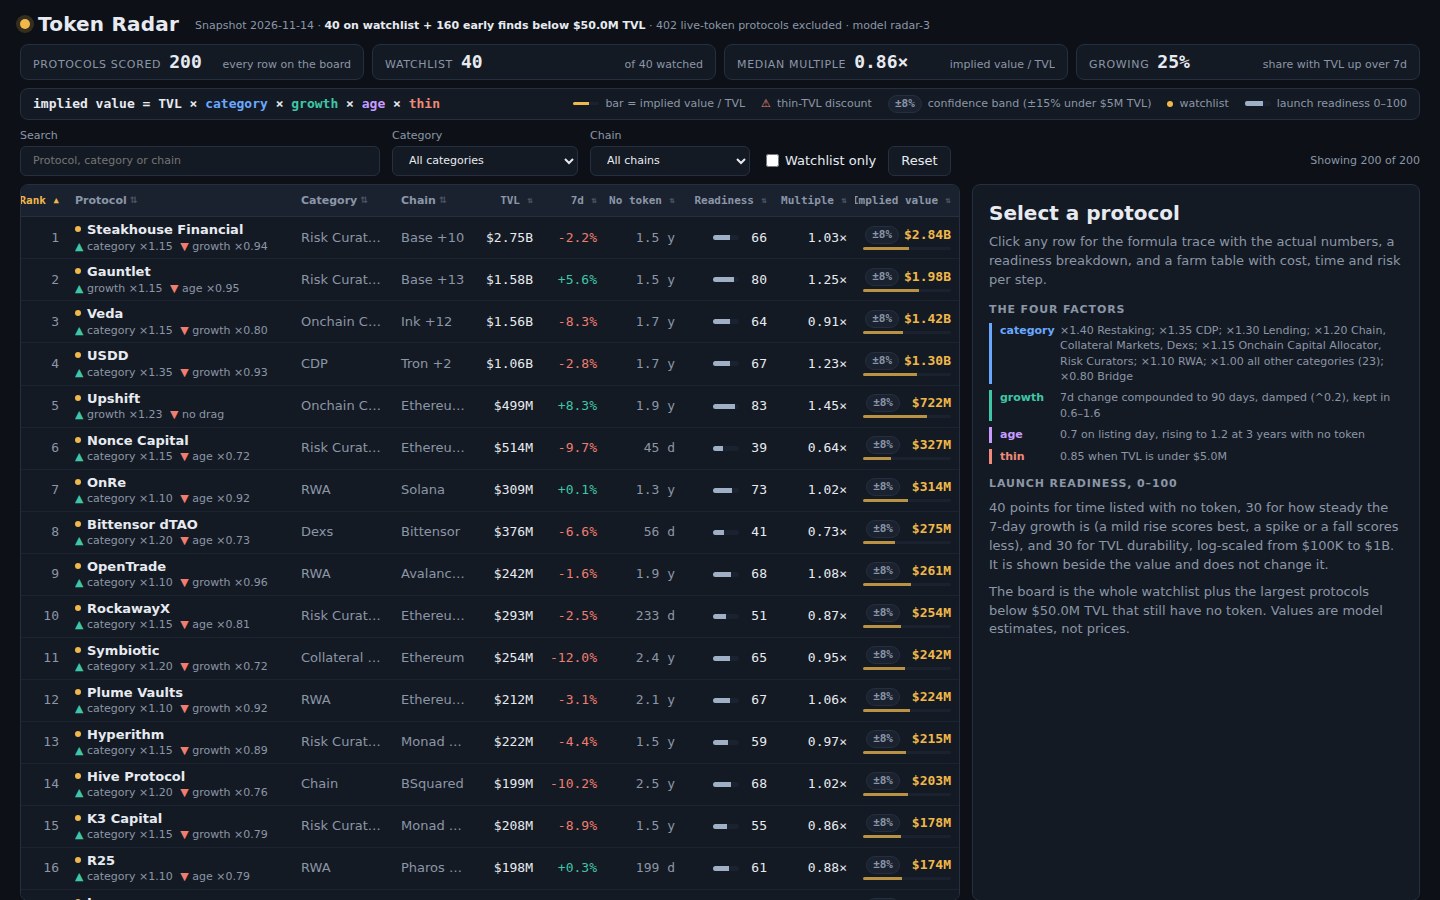 Token Radar Snapshot 2026-11-14 · 40 on watchlist + 160 early finds below $50.0M TVL · 402 live-token protocols excluded · model radar-3
PROTOCOLS SCORED 200 every row on the board WATCHLIST 40 of 40 watched MEDIAN MULTIPLE 0.86× implied value / TVL GROWING 25% share with TVL up over 7d
implied value = TVL × category × growth × age × thin bar = implied value / TVL ⚠ thin-TVL discount ±8% confidence band (±15% under $5M TVL) watchlist launch readiness 0–100
Search Category Chain
Protocol, category or chain All categories All chains Watchlist only Reset Showing 200 of 200
Rank ▲ Protocol ⇅ Category ⇅ Chain ⇅ TVL ⇅ 7d ⇅ No token ⇅ Readiness ⇅ Multiple ⇅ Implied value ⇅
1 Steakhouse Financial Risk Curat… Base +10 $2.75B -2.2% 1.5 y 66 1.03× ±8% $2.84B
▲ category ×1.15 ▼ growth ×0.94
2 Gauntlet Risk Curat… Base +13 $1.58B +5.6% 1.5 y 80 1.25× ±8% $1.98B
▲ growth ×1.15 ▼ age ×0.95
3 Veda Onchain C… Ink +12 $1.56B -8.3% 1.7 y 64 0.91× ±8% $1.42B
▲ category ×1.15 ▼ growth ×0.80
4 USDD CDP Tron +2 $1.06B -2.8% 1.7 y 67 1.23× ±8% $1.30B
▲ category ×1.35 ▼ growth ×0.93
5 Upshift Onchain C… Ethereu… $499M +8.3% 1.9 y 83 1.45× ±8% $722M
▲ growth ×1.23 ▼ no drag
6 Nonce Capital Risk Curat… Ethereu… $514M -9.7% 45 d 39 0.64× ±8% $327M
▲ category ×1.15 ▼ age ×0.72
7 OnRe RWA Solana $309M +0.1% 1.3 y 73 1.02× ±8% $314M
▲ category ×1.10 ▼ age ×0.92
8 Bittensor dTAO Dexs Bittensor $376M -6.6% 56 d 41 0.73× ±8% $275M
▲ category ×1.20 ▼ age ×0.73
9 OpenTrade RWA Avalanc… $242M -1.6% 1.9 y 68 1.08× ±8% $261M
▲ category ×1.10 ▼ growth ×0.96
10 RockawayX Risk Curat… Ethereu… $293M -2.5% 233 d 51 0.87× ±8% $254M
▲ category ×1.15 ▼ age ×0.81
11 Symbiotic Collateral … Ethereum $254M -12.0% 2.4 y 65 0.95× ±8% $242M
▲ category ×1.20 ▼ growth ×0.72
12 Plume Vaults RWA Ethereu… $212M -3.1% 2.1 y 67 1.06× ±8% $224M
▲ category ×1.10 ▼ growth ×0.92
13 Hyperithm Risk Curat… Monad … $222M -4.4% 1.5 y 59 0.97× ±8% $215M
▲ category ×1.15 ▼ growth ×0.89
14 Hive Protocol Chain BSquared $199M -10.2% 2.5 y 68 1.02× ±8% $203M
▲ category ×1.20 ▼ growth ×0.76
15 K3 Capital Risk Curat… Monad … $208M -8.9% 1.5 y 55 0.86× ±8% $178M
▲ category ×1.15 ▼ growth ×0.79
16 R25 RWA Pharos … $198M +0.3% 199 d 61 0.88× ±8% $174M
▲ category ×1.10 ▼ age ×0.79
Select a protocol
Click any row for the formula trace with the actual numbers, a
readiness breakdown, and a farm table with cost, time and risk
per step.
THE FOUR FACTORS
category ×1.40 Restaking; ×1.35 CDP; ×1.30 Lending; ×1.20 Chain,
Collateral Markets, Dexs; ×1.15 Onchain Capital Allocator,
Risk Curators; ×1.10 RWA; ×1.00 all other categories (23);
×0.80 Bridge
growth 7d change compounded to 90 days, damped (^0.2), kept in
0.6–1.6
age 0.7 on listing day, rising to 1.2 at 3 years with no token
thin 0.85 when TVL is under $5.0M
LAUNCH READINESS, 0–100
40 points for time listed with no token, 30 for how steady the
7-day growth is (a mild rise scores best, a spike or a fall scores
less), and 30 for TVL durability, log-scaled from $100K to $1B.
It is shown beside the value and does not change it.
The board is the whole watchlist plus the largest protocols
below $50.0M TVL that still have no token. Values are model
estimates, not prices.